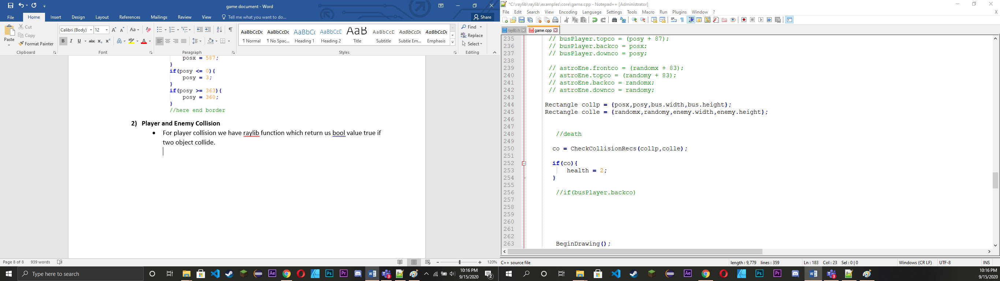 game document - Word
File Home Insert Design Layout References Mailings Review View Tell me what you want to do... Share
Cut
Copy
Format Painter
Paste
Calibri (Body) 12
AaBbCcDc AaBbCcDc AaBbC( AaBbCcC AaB AaBbCcC AaBbCcDc AaBbCcDc
¶ Normal ¶ No Spac... Heading 1 Heading 2 Title Subtitle Subtle Em... Emphasis
Find
Replace
Select
Clipboard Font Paragraph Styles Editing
posx = 587;
}
if(posy <= 0){
posy = 3;
}
if(posy >= 363){
posy = 360;
}
//here end border
2) Player and Enemy Collision
• For player collision we have raylib function which return us bool value true if
two object collide.
Page 8 of 8 939 words 120%
Type here to search
10:16 PM
9/15/2020
*C:\raylib\raylib\examples\core\game.cpp - Notepad++ [Administrator]
File Edit Search View Encoding Language Settings Tools Macro Run Plugins Window ? X
raylib.h game.cpp
235 // busPlayer.topco = (posy + 87);
236 // busPlayer.backco = posx;
237 // busPlayer.downco = posy;
238
239 // astroEne.frontco = (randomx + 83);
240 // astroEne.topco = (randomy + 83);
241 // astroEne.backco = randomx;
242 // astroEne.downco = randomy;
243
244 Rectangle collp = {posx,posy,bus.width,bus.height};
245 Rectangle colle = {randomx,randomy,enemy.width,enemy.height};
246
247
248 //death
249
250 co = CheckCollisionRecs(collp,colle);
251
252 if(co){
253 health = 2;
254 }
255
256 //if(busPlayer.backco)
257
258
259
260
261
262
263 BeginDrawing();
C++ source file length : 9,779 lines : 359 Ln : 183 Col : 23 Sel : 0 | 0 Windows (CR LF) UTF-8 INS
10:16 PM
9/15/2020